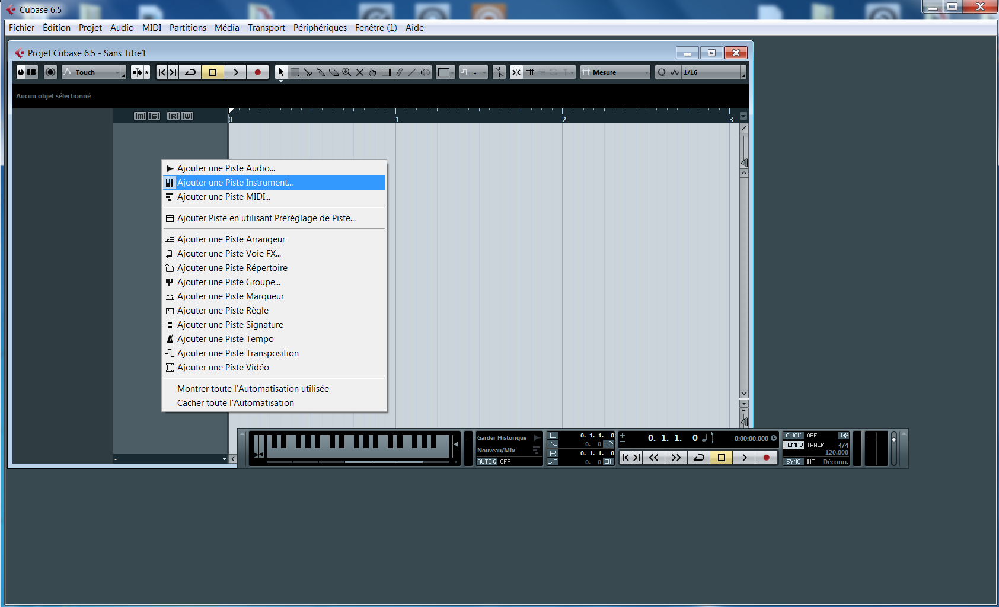 Cubase 6.5
Fichier Édition Projet Audio MIDI Partitions Média Transport Périphériques Fenêtre (1) Aide
Projet Cubase 6.5 - Sans Titre1
Touch Mesure Q 1/16
Aucun objet sélectionné
M S R W
0 1 2 3
Ajouter une Piste Audio...
Ajouter une Piste Instrument...
Ajouter une Piste MIDI...
Ajouter Piste en utilisant Préréglage de Piste...
Ajouter une Piste Arrangeur
Ajouter une Piste Voie FX...
Ajouter une Piste Répertoire
Ajouter une Piste Groupe...
Ajouter une Piste Marqueur
Ajouter une Piste Règle
Ajouter une Piste Signature
Ajouter une Piste Tempo
Ajouter une Piste Transposition
Ajouter une Piste Vidéo
Montrer toute l'Automatisation utilisée
Cacher toute l'Automatisation
Garder Historique
Nouveau/Mix
AUTO Q OFF
L 0. 1. 1. 0
0. 0
R 0. 1. 1. 0
0. 0
0. 1. 1. 0 0:00:00.000
CLICK OFF
TEMPO TRACK 4/4
120.000
SYNC INT. Déconn.